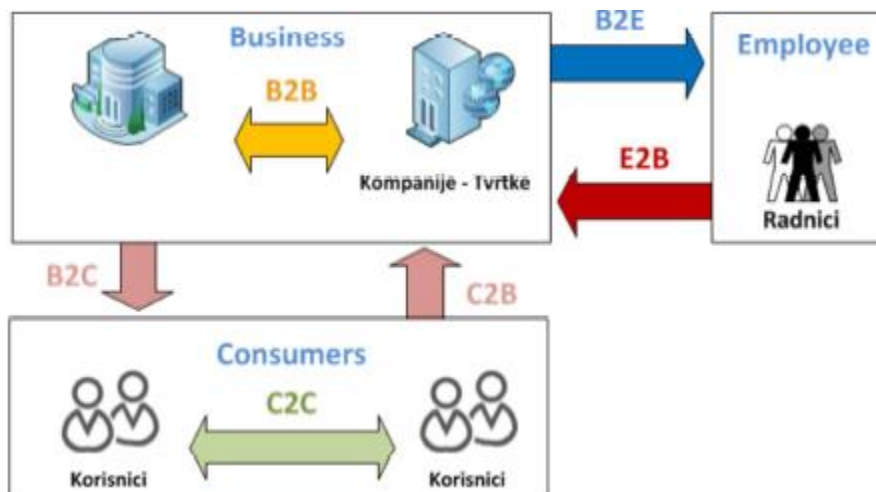 Business
B2B
Kompanije - Tvrtke
B2E
Employee
E2B
Radnici
B2C
C2B
Consumers
C2C
Korisnici
Korisnici